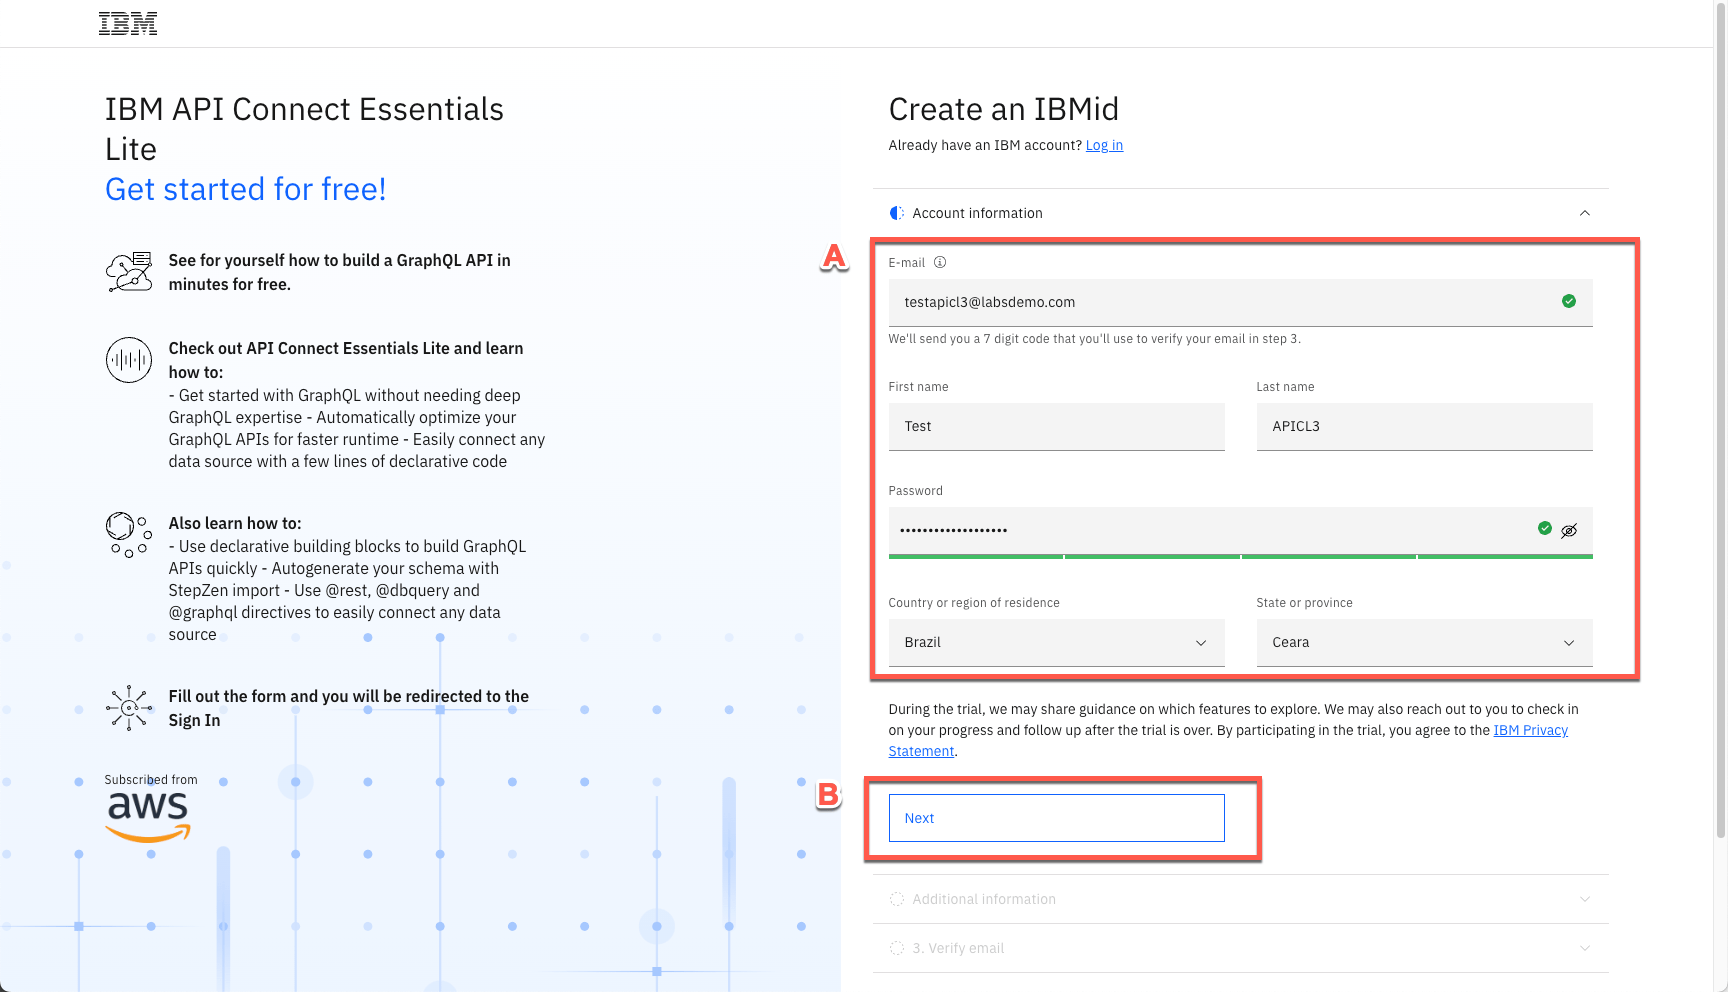 IBM
IBM API Connect Essentials
Lite
Get started for free!
See for yourself how to build a GraphQL API in
minutes for free.
Check out API Connect Essentials Lite and learn
how to:
- Get started with GraphQL without needing deep
GraphQL expertise - Automatically optimize your
GraphQL APIs for faster runtime - Easily connect any
data source with a few lines of declarative code
Also learn how to:
- Use declarative building blocks to build GraphQL
APIs quickly - Autogenerate your schema with
StepZen import - Use @rest, @dbquery and
@graphql directives to easily connect any data
source
Fill out the form and you will be redirected to the
Sign In
Subscribed from
aws
Create an IBMid
Already have an IBM account? Log in
Account information
A
E-mail
testapicl3@labsdemo.com
We'll send you a 7 digit code that you'll use to verify your email in step 3.
First name
Last name
Test
APICL3
Password
•••••••••••••••••••
Country or region of residence
State or province
Brazil
Ceara
During the trial, we may share guidance on which features to explore. We may also reach out to you to check in
on your progress and follow up after the trial is over. By participating in the trial, you agree to the IBM Privacy
Statement.
B
Next
Additional information
3. Verify email